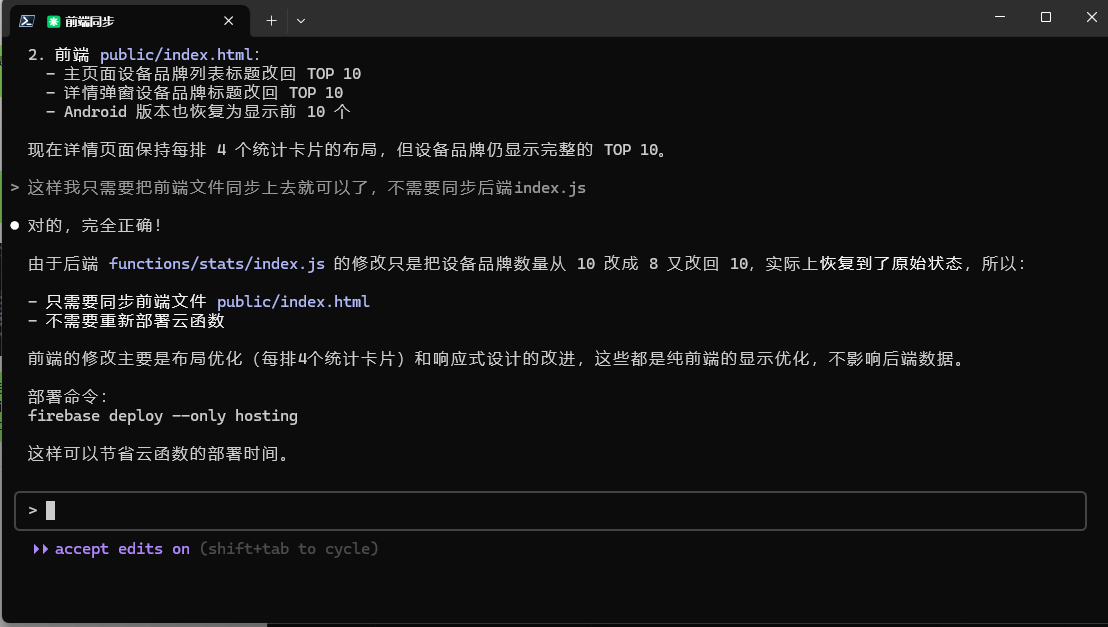 前端同步
2. 前端 public/index.html:
- 主页面设备品牌列表标题改回 TOP 10
- 详情弹窗设备品牌标题改回 TOP 10
- Android 版本也恢复为显示前 10 个
现在详情页面保持每排 4 个统计卡片的布局，但设备品牌仍显示完整的 TOP 10。
> 这样我只需要把前端文件同步上去就可以了，不需要同步后端index.js
● 对的，完全正确！
由于后端 functions/stats/index.js 的修改只是把设备品牌数量从 10 改成 8 又改回 10，实际上恢复到了原始状态，所以：
- 只需要同步前端文件 public/index.html
- 不需要重新部署云函数
前端的修改主要是布局优化（每排4个统计卡片）和响应式设计的改进，这些都是纯前端的显示优化，不影响后端数据。
部署命令：
firebase deploy --only hosting
这样可以节省云函数的部署时间。
>
accept edits on (shift+tab to cycle)